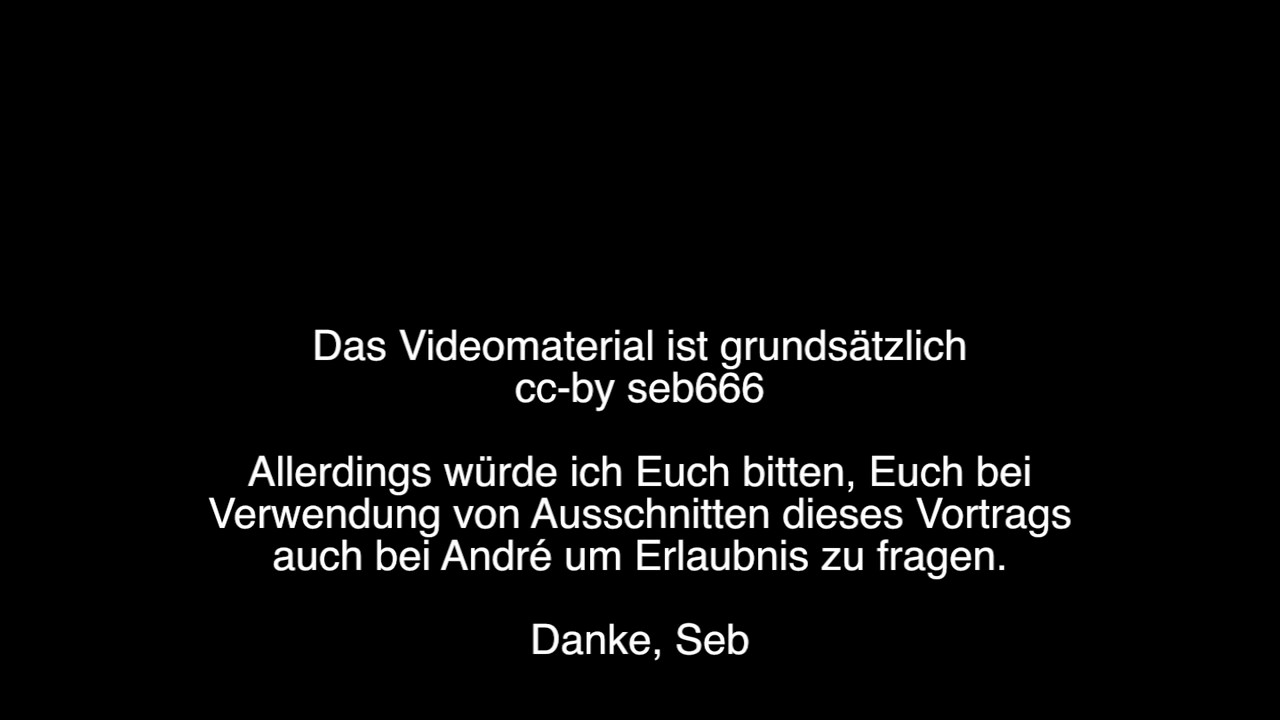 Das Videomaterial ist grundsätzlich
cc-by seb666
Allerdings würde ich Euch bitten, Euch bei
Verwendung von Ausschnitten dieses Vortrags
auch bei André um Erlaubnis zu fragen.
Danke, Seb